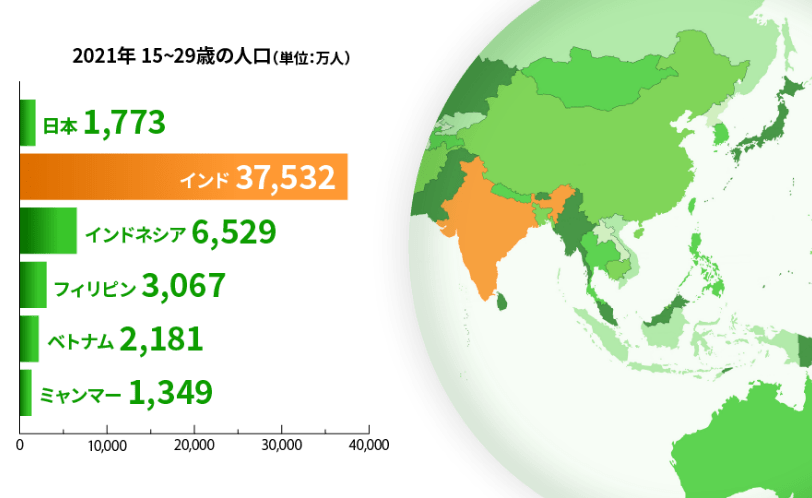 2021年 15~29歳の人口(単位:万人)
日本 1,773
インド 37,532
インドネシア 6,529
フィリピン 3,067
ベトナム 2,181
ミャンマー 1,349
0 10,000 20,000 30,000 40,000